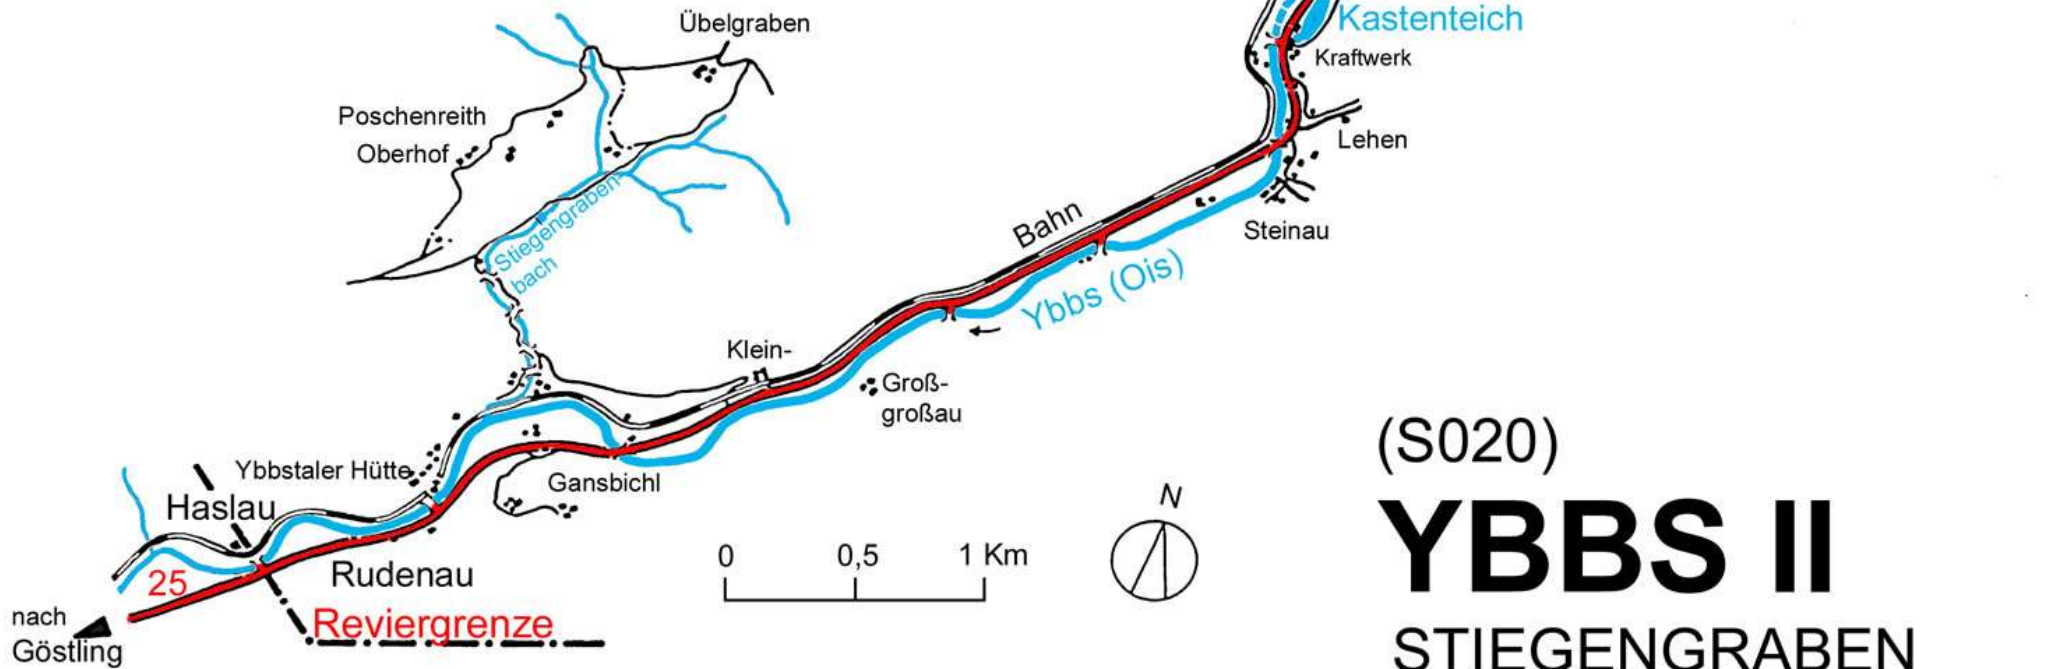 Kastenteich
Übelgraben
Kraftwerk
Poschenreith
Oberhof
Lehen
Stiegengraben-
bach
Bahn
Steinau
Ybbs (Ois)
Klein-
Groß-
großau
(S020)
Ybbstaler Hütte
Gansbichl
Haslau
N
YBBS II
0 0,5 1 Km
25
Rudenau
nach
Göstling
Reviergrenze
STIEGENGRABEN